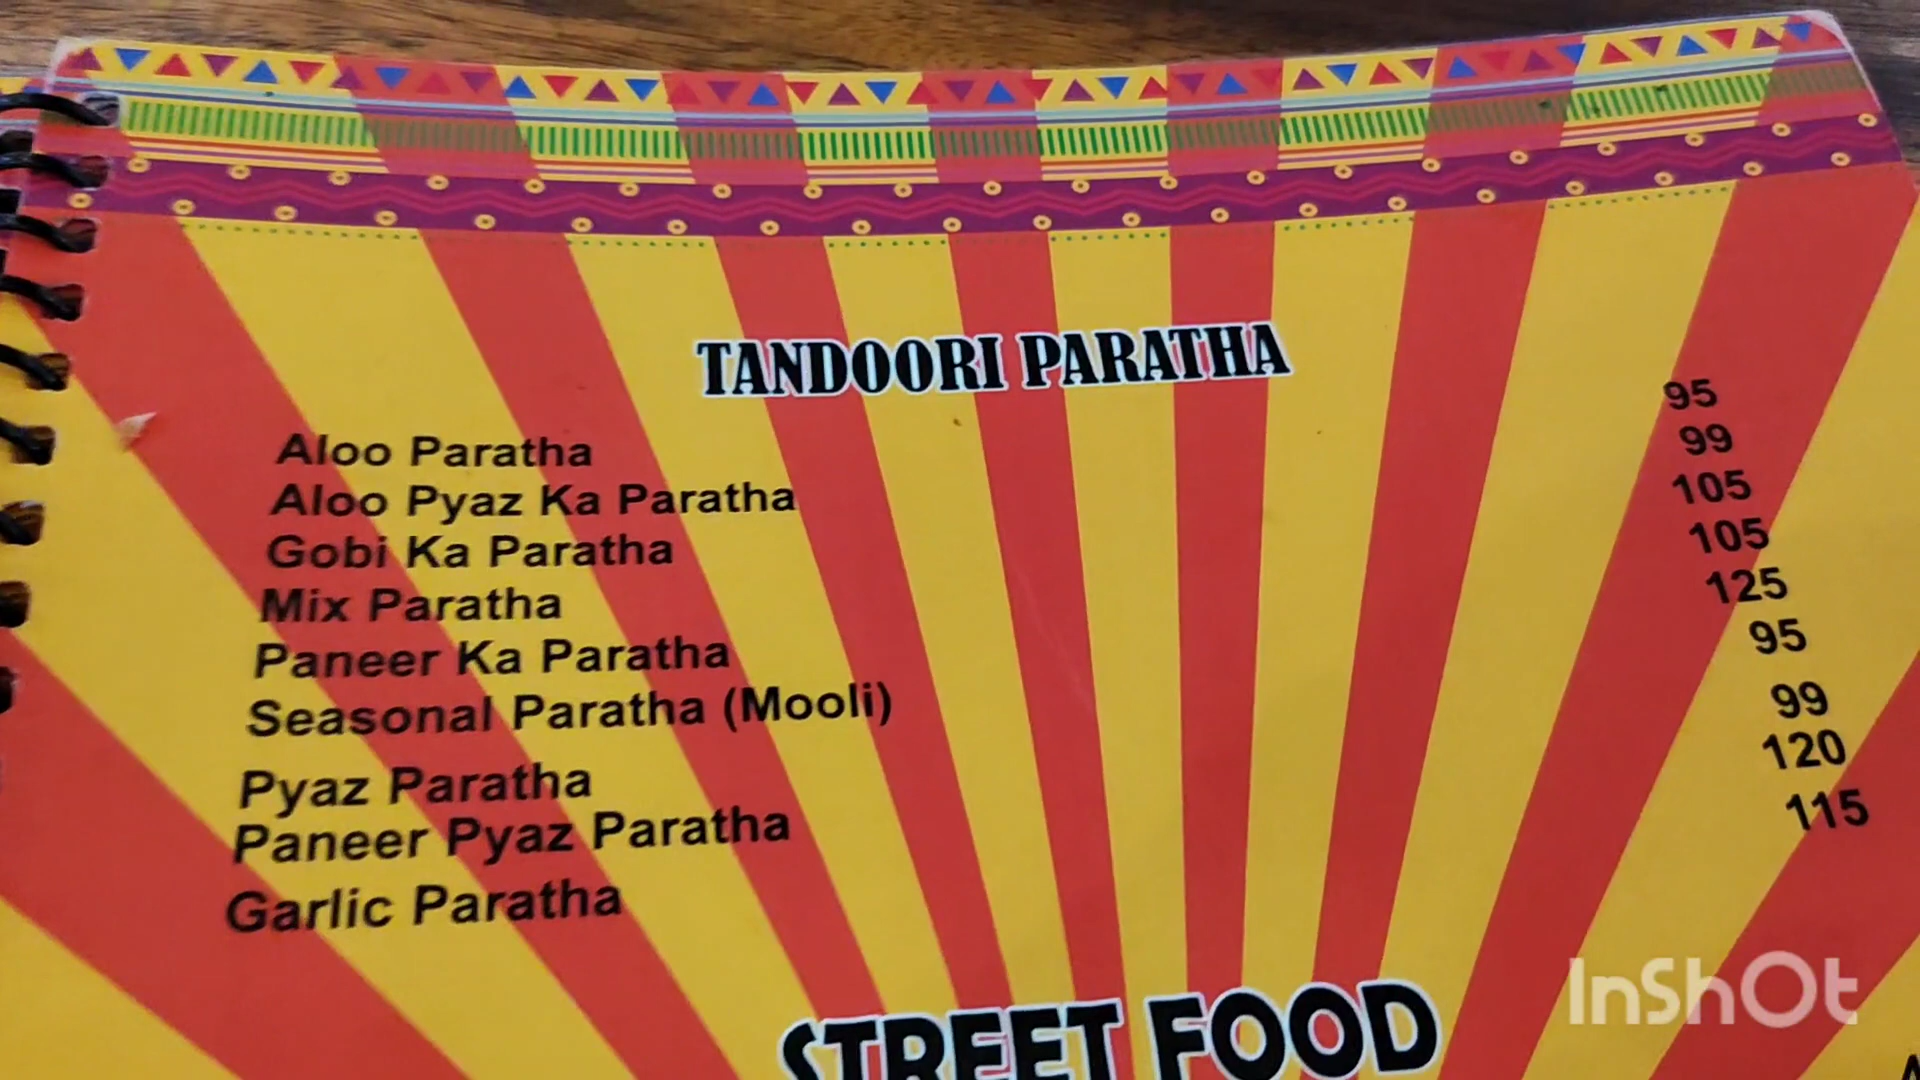 TANDOORI PARATHA
Aloo Paratha 95
Aloo Pyaz Ka Paratha 99
Gobi Ka Paratha 105
Mix Paratha 105
Paneer Ka Paratha 125
Seasonal Paratha (Mooli) 95
Pyaz Paratha 99
Paneer Pyaz Paratha 120
Garlic Paratha 115
STREET FOOD
InShOt